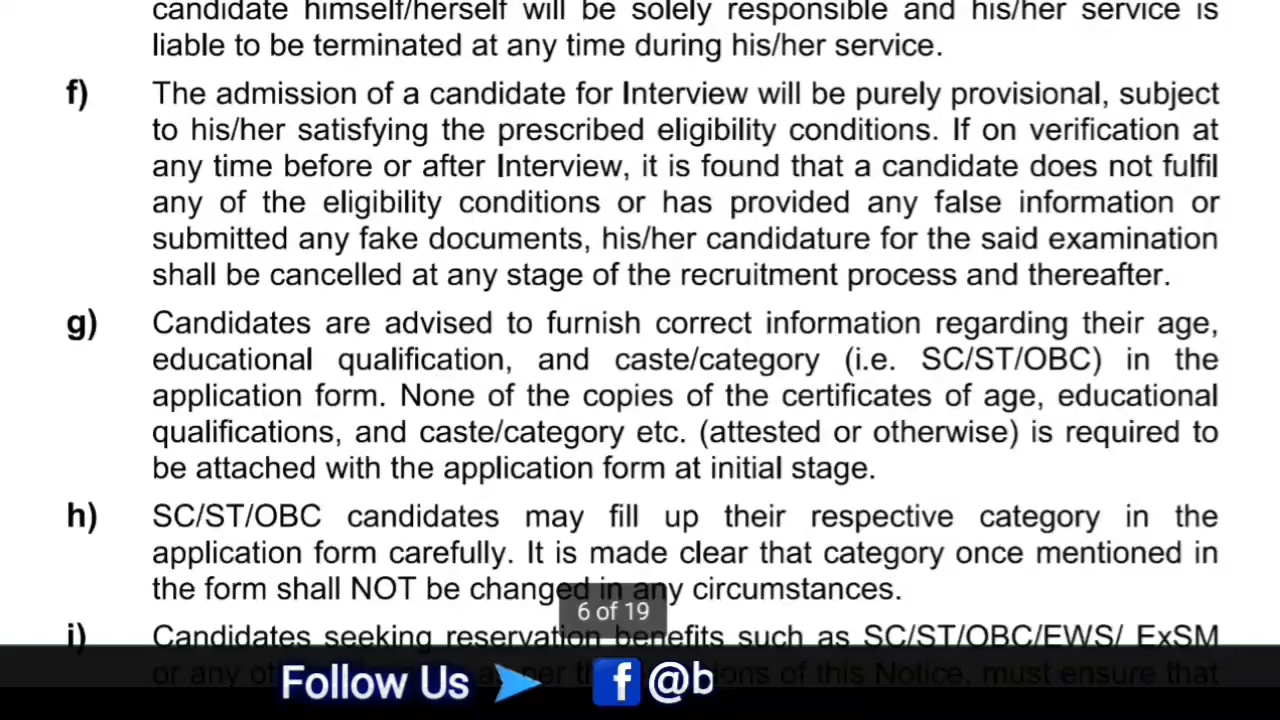 candidate himself/herself will be solely responsible and his/her service is
liable to be terminated at any time during his/her service.
f) The admission of a candidate for Interview will be purely provisional, subject
to his/her satisfying the prescribed eligibility conditions. If on verification at
any time before or after Interview, it is found that a candidate does not fulfil
any of the eligibility conditions or has provided any false information or
submitted any fake documents, his/her candidature for the said examination
shall be cancelled at any stage of the recruitment process and thereafter.
g) Candidates are advised to furnish correct information regarding their age,
educational qualification, and caste/category (i.e. SC/ST/OBC) in the
application form. None of the copies of the certificates of age, educational
qualifications, and caste/category etc. (attested or otherwise) is required to
be attached with the application form at initial stage.
h) SC/ST/OBC candidates may fill up their respective category in the
application form carefully. It is made clear that category once mentioned in
the form shall NOT be changed in any circumstances.
6 of 19
i) Candidates seeking reservation benefits such as SC/ST/OBC/EWS/ ExSM
or any of this Notice, must ensure that
Follow Us f @b